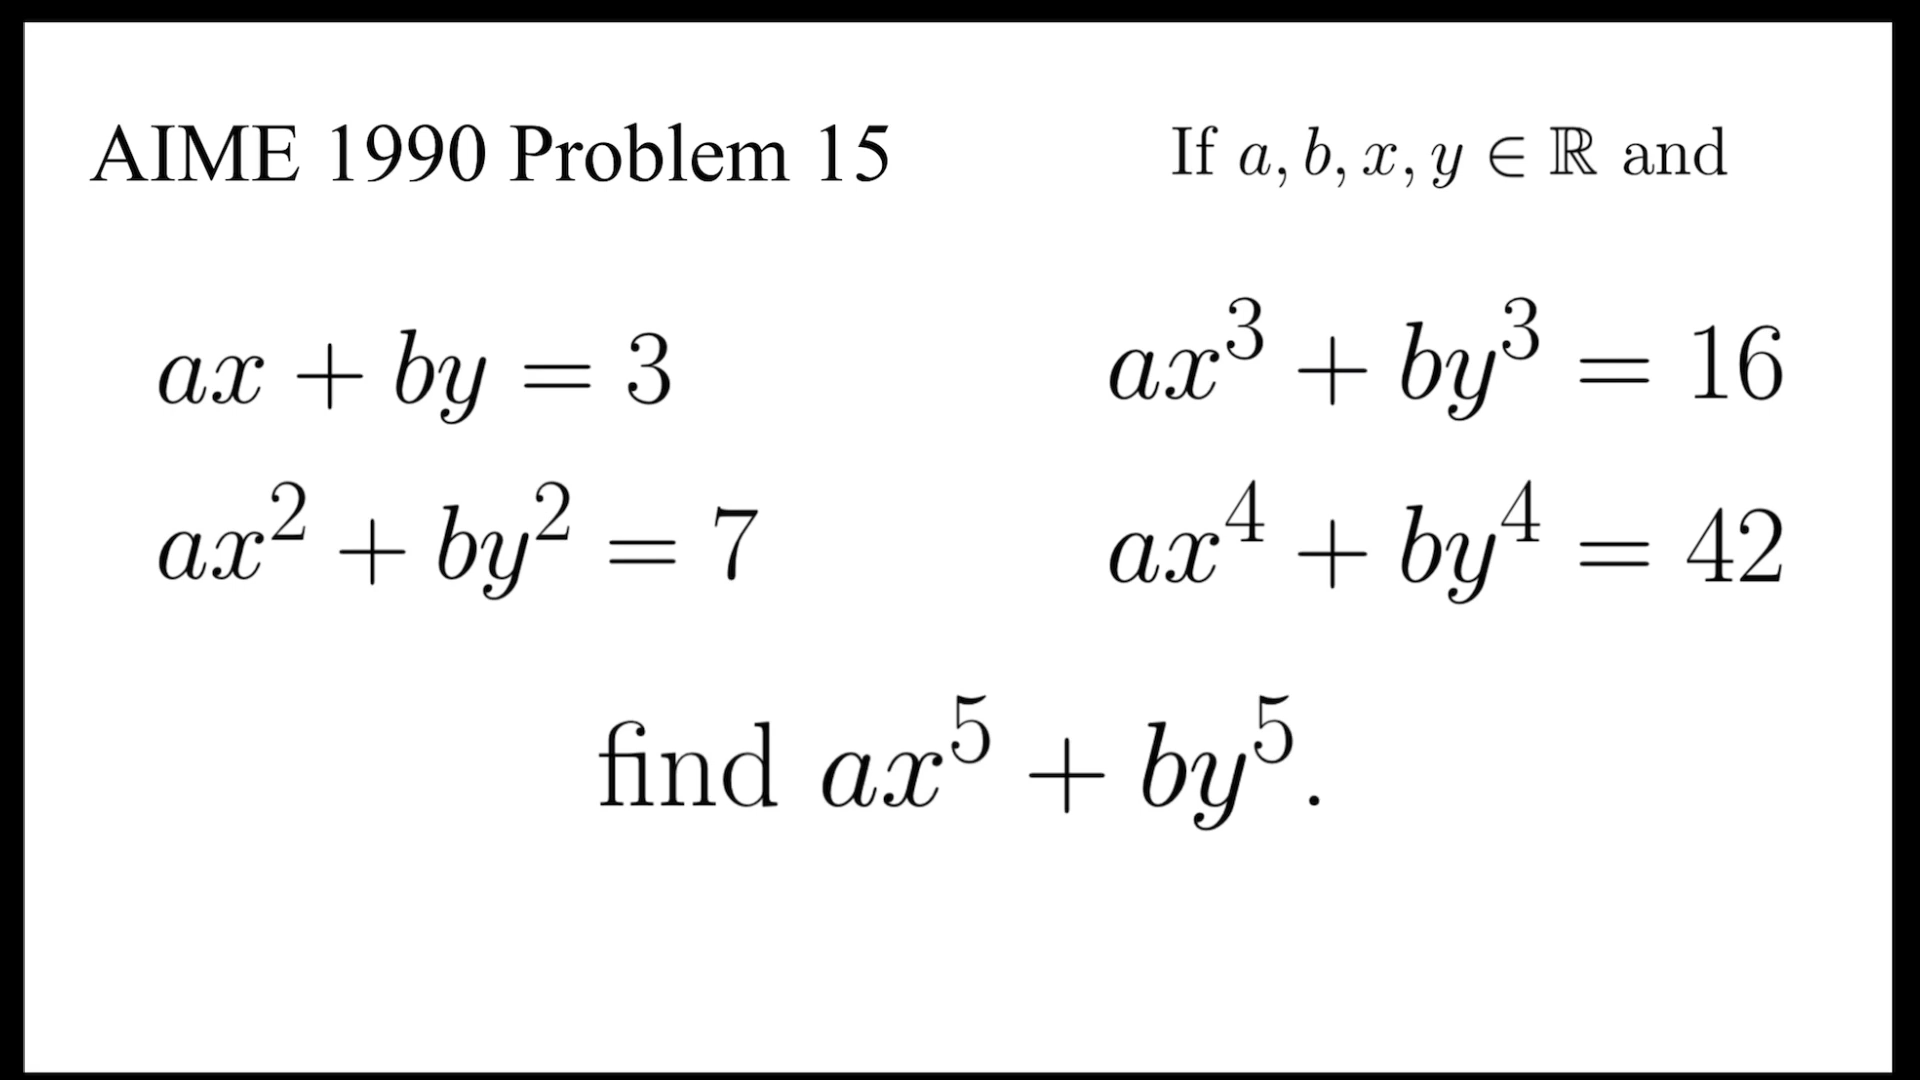 AIME 1990 Problem 15
If a, b, x, y ∈ ℝ and
ax + by = 3
ax² + by² = 7
ax³ + by³ = 16
ax⁴ + by⁴ = 42
find ax⁵ + by⁵.